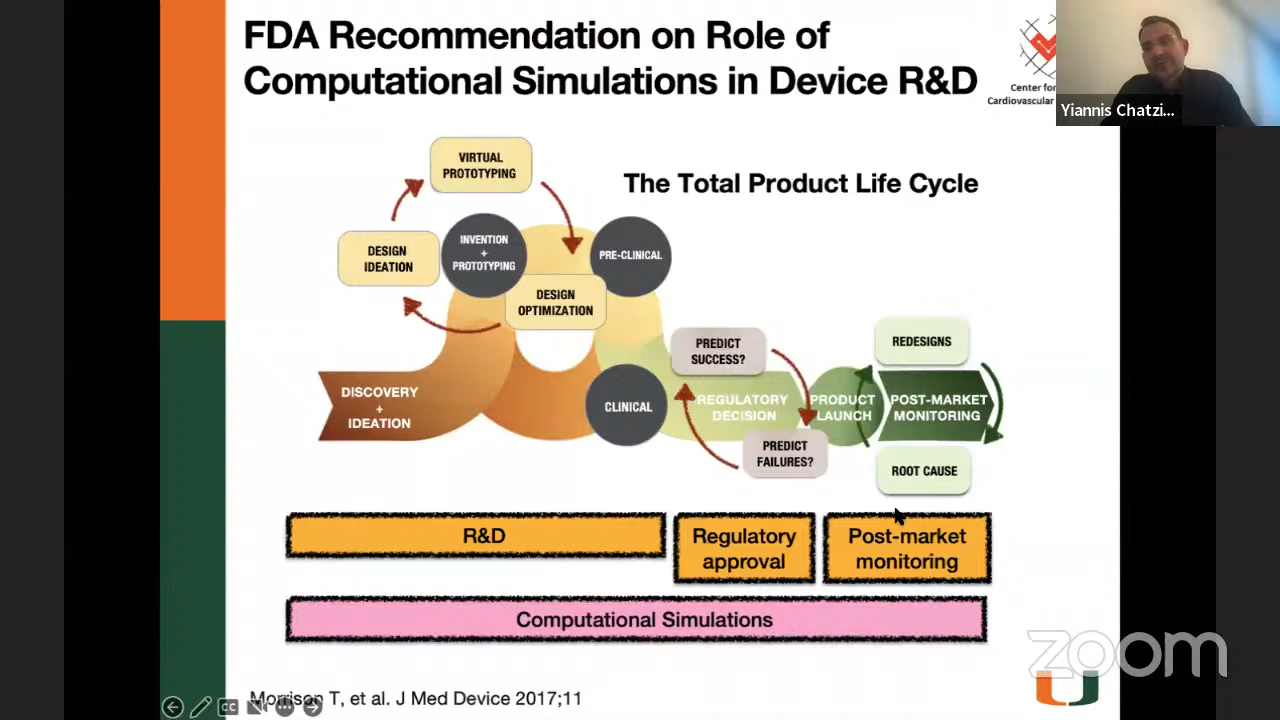 FDA Recommendation on Role of
Computational Simulations in Device R&D
Center for
Cardiovascular
Yiannis Chatzi...
The Total Product Life Cycle
VIRTUAL
PROTOTYPING
DESIGN
IDEATION
INVENTION
+
PROTOTYPING
PRE-CLINICAL
DESIGN
OPTIMIZATION
DISCOVERY
+
IDEATION
CLINICAL
PREDICT
SUCCESS?
REGULATORY
DECISION
PREDICT
FAILURES?
PRODUCT
LAUNCH
REDESIGNS
POST-MARKET
MONITORING
ROOT CAUSE
R&D
Regulatory
approval
Post-market
monitoring
Computational Simulations
Morrison T, et al. J Med Device 2017;11
CC
zoom
U